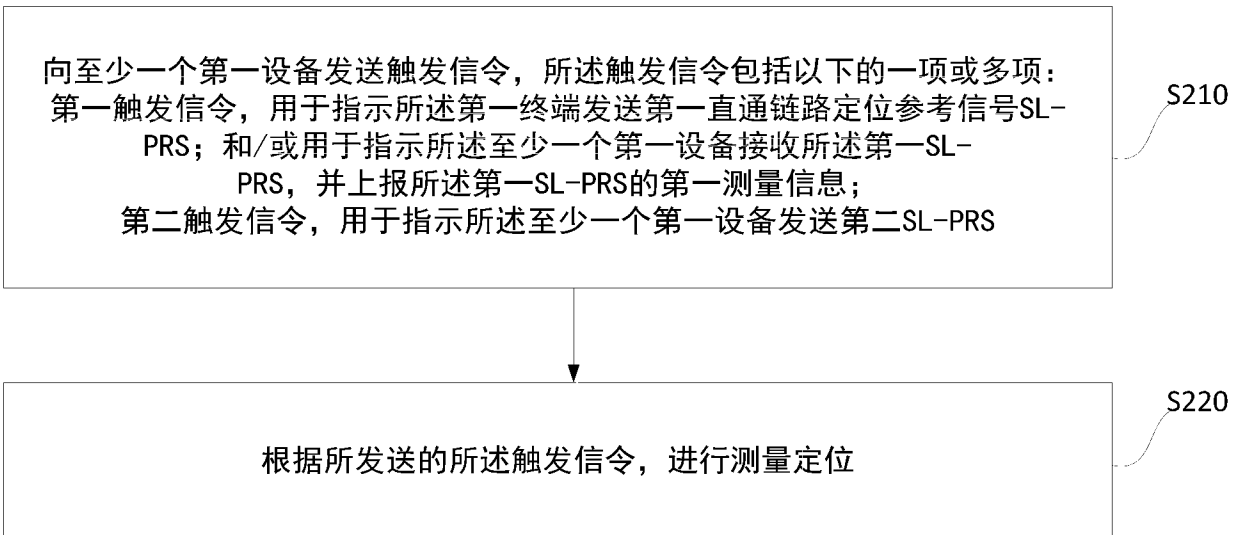 向至少一个第一设备发送触发信令，所述触发信令包括以下的一项或多项：
第一触发信令，用于指示所述第一终端发送第一直通链路定位参考信号SL-
PRS；和/或用于指示所述至少一个第一设备接收所述第一SL-
PRS，并上报所述第一SL-PRS的第一测量信息；
第二触发信令，用于指示所述至少一个第一设备发送第二SL-PRS
S210
根据所发送的所述触发信令，进行测量定位
S220